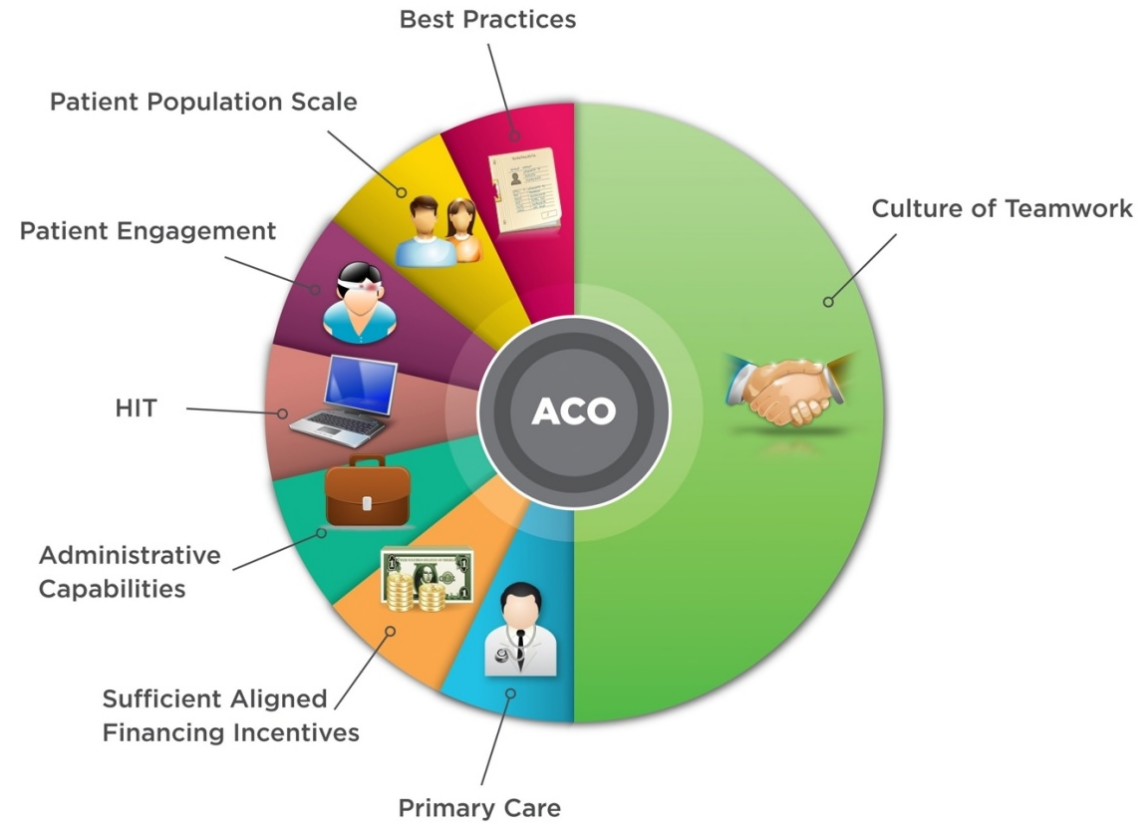 Best Practices
Patient Population Scale
Culture of Teamwork
Patient Engagement
HIT
ACO
Administrative
Capabilities
Sufficient Aligned
Financing Incentives
Primary Care